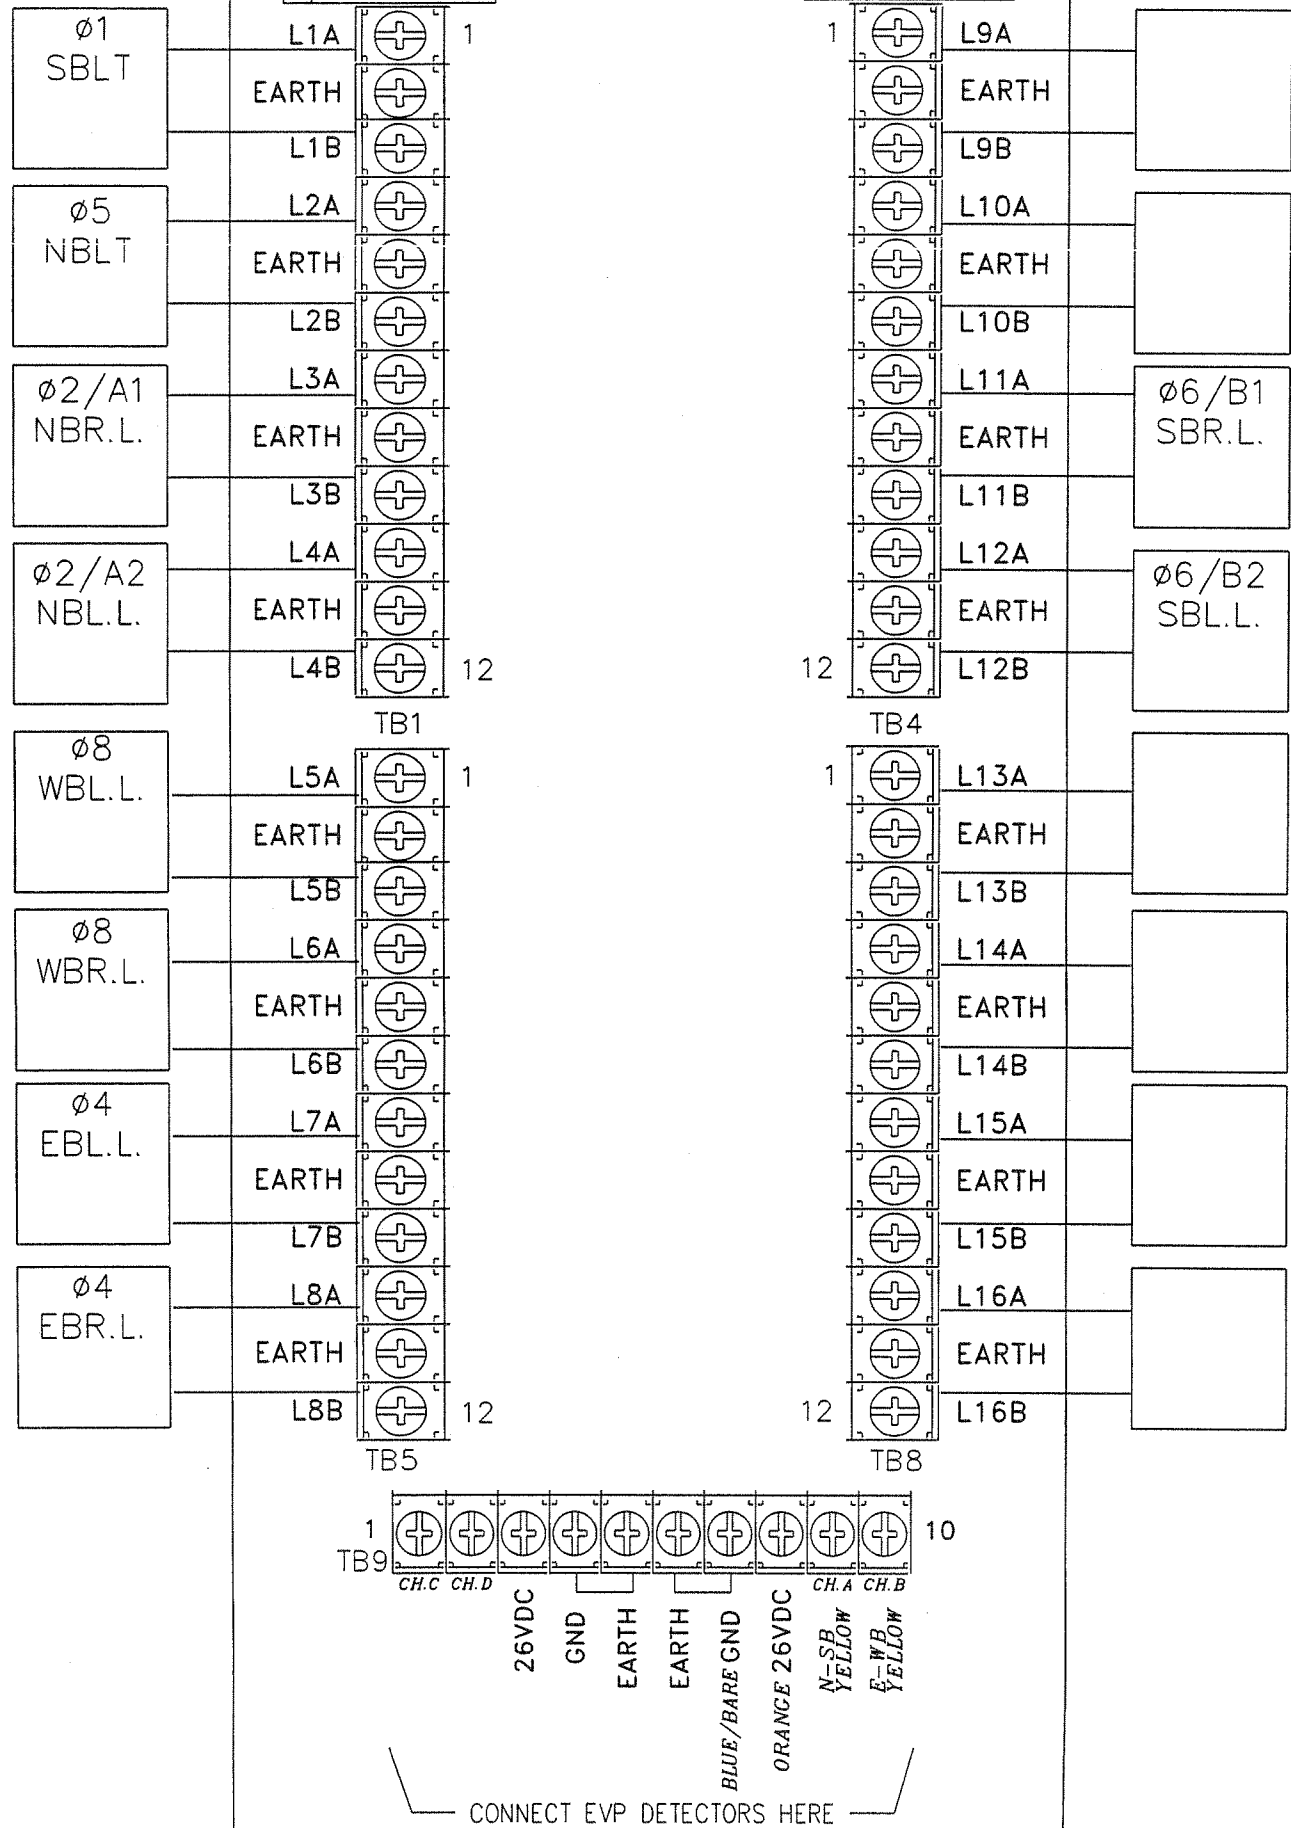 ø1
SBLT
L1A
1
EARTH
L1B
ø5
NBLT
L2A
EARTH
L2B
ø2/A1
NBR.L.
L3A
EARTH
L3B
ø2/A2
NBL.L.
L4A
EARTH
L4B
12
TB1
ø8
WBL.L.
L5A
1
EARTH
L5B
ø8
WBR.L.
L6A
EARTH
L6B
ø4
EBL.L.
L7A
EARTH
L7B
ø4
EBR.L.
L8A
EARTH
L8B
12
TB5
1
L9A
EARTH
L9B
L10A
EARTH
L10B
L11A
EARTH
L11B
ø6/B1
SBR.L.
L12A
EARTH
12
L12B
ø6/B2
SBL.L.
TB4
1
L13A
EARTH
L13B
L14A
EARTH
L14B
L15A
EARTH
L15B
L16A
EARTH
12
L16B
TB8
1
10
TB9
CH.C
CH.D
26VDC
GND
EARTH
EARTH
BLUE/BARE GND
ORANGE 26VDC
CH.A
N-SB
YELLOW
CH.B
E-WB
YELLOW
CONNECT EVP DETECTORS HERE